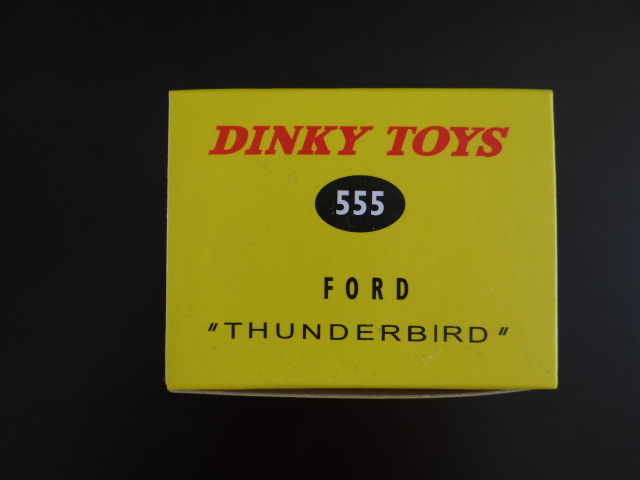 DINKY TOYS
555
FORD
"THUNDERBIRD"